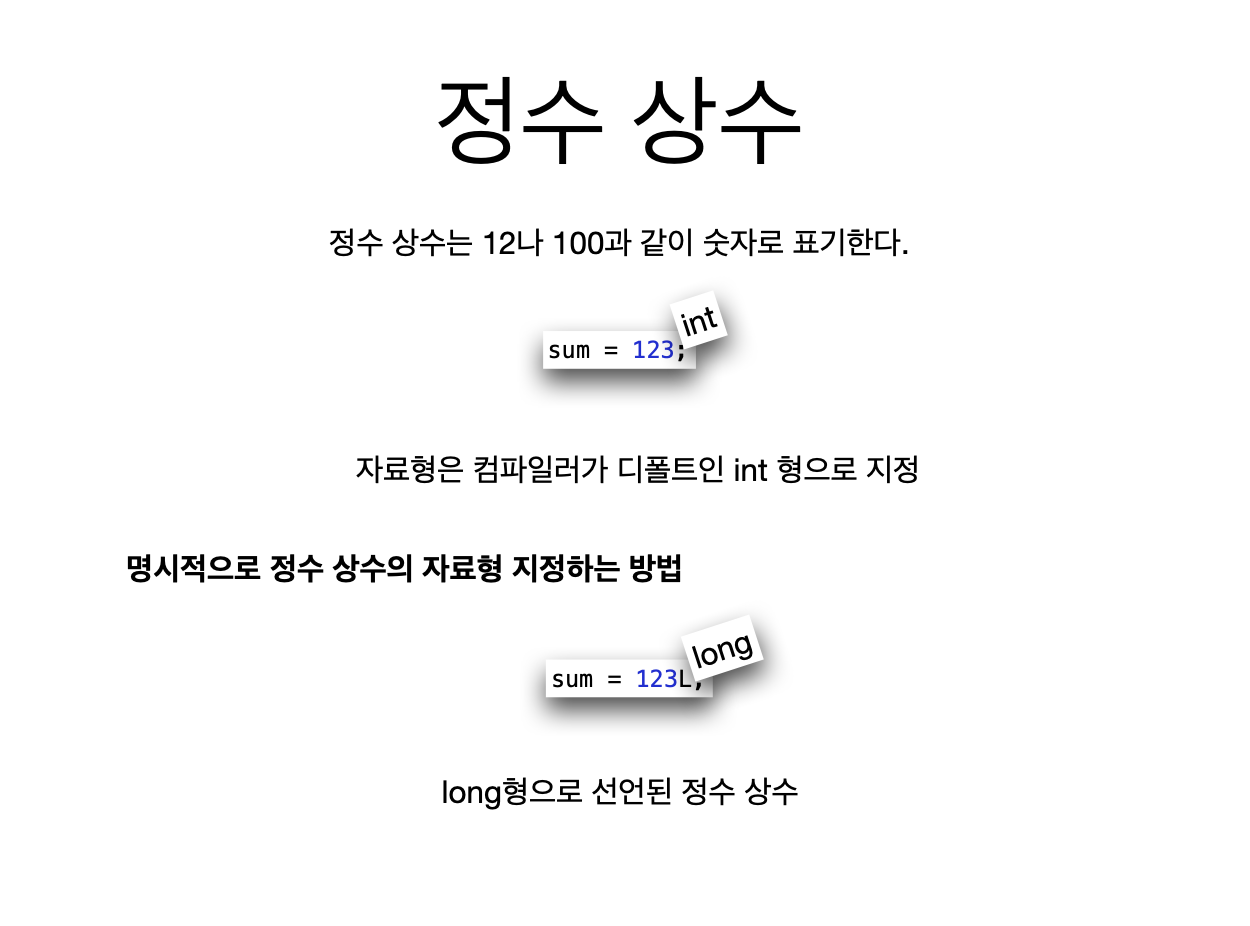 정수 상수
정수 상수는 12나 100과 같이 숫자로 표기한다.
int
sum = 123;
자료형은 컴파일러가 디폴트인 int 형으로 지정
명시적으로 정수 상수의 자료형 지정하는 방법
long
sum = 123L;
long형으로 선언된 정수 상수